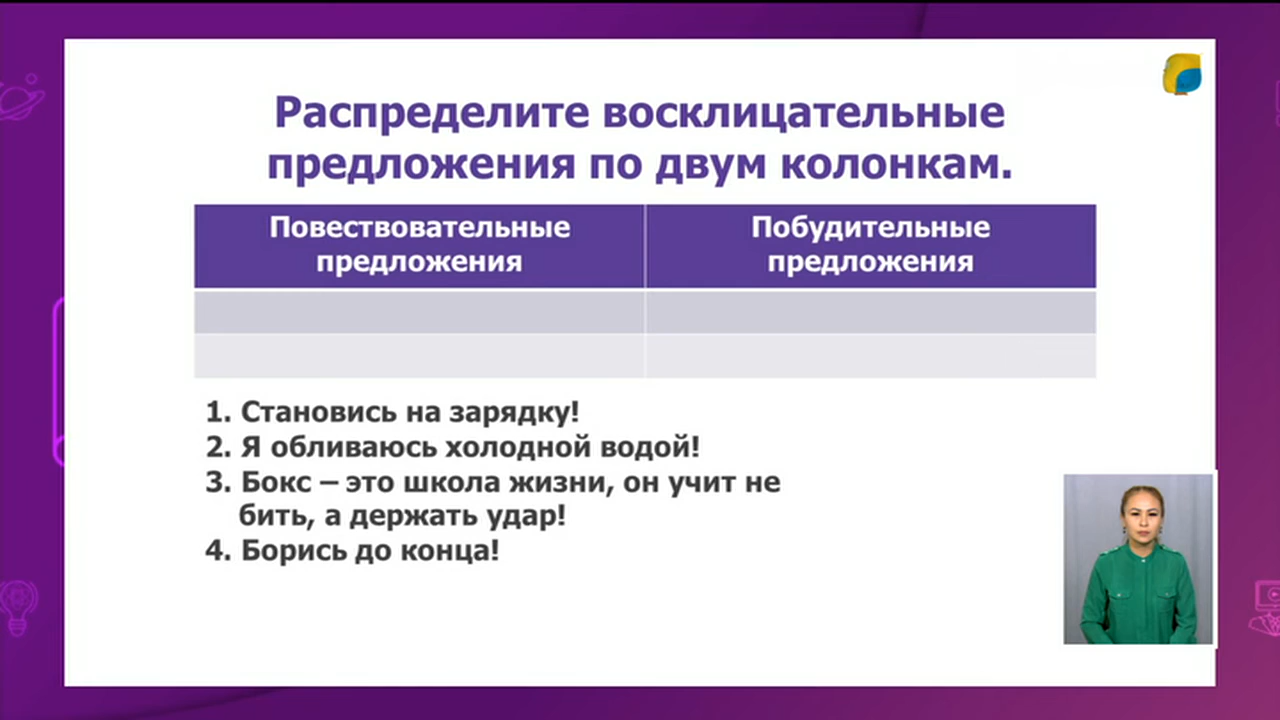 Распределите восклицательные
предложения по двум колонкам.
Повествовательные
предложения
Побудительные
предложения
1. Становись на зарядку!
2. Я обливаюсь холодной водой!
3. Бокс – это школа жизни, он учит не
бить, а держать удар!
4. Борись до конца!